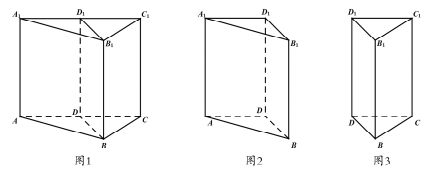 A₁ D₁ C₁
B₁
A D C
B
图1
A₁ D₁
B₁
A D
B
图2
D₁ C₁
B₁
D C
B
图3